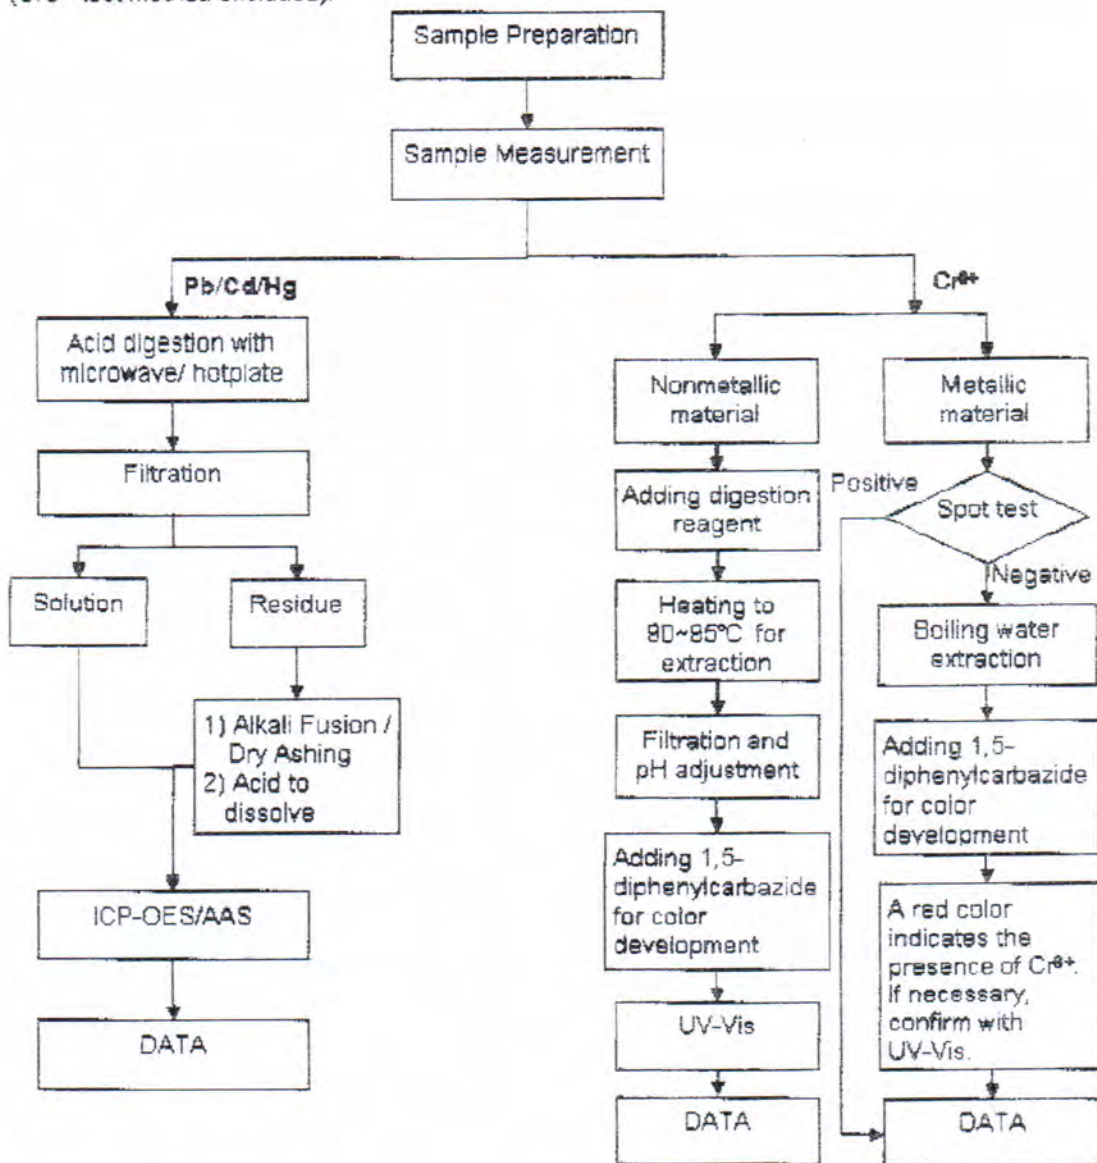 Sample Preparation
Sample Measurement
Pb/Cd/Hg
Cr⁶⁺
Acid digestion with
microwave/ hotplate
Filtration
Solution
Residue
1) Alkali Fusion /
Dry Ashing
2) Acid to
dissolve
ICP-OES/AAS
DATA
Nonmetallic
material
Adding digestion
reagent
Heating to
90~95°C for
extraction
Filtration and
pH adjustment
Adding 1,5-
diphenylcarbazide
for color
development
UV-Vis
DATA
Metallic
material
Positive
Spot test
Negative
Boiling water
extraction
Adding 1,5-
diphenylcarbazide
for color
development
A red color
indicates the
presence of Cr⁶⁺.
If necessary,
confirm with
UV-Vis.
DATA